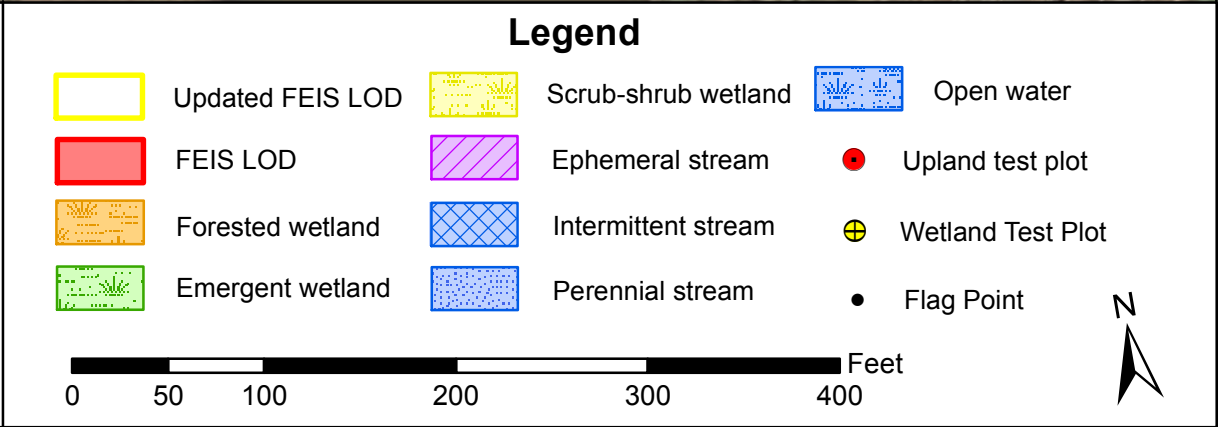 Legend
Updated FEIS LOD
FEIS LOD
Forested wetland
Emergent wetland
Scrub-shrub wetland
Ephemeral stream
Intermittent stream
Perennial stream
Open water
Upland test plot
Wetland Test Plot
Flag Point
N
Feet
0 50 100 200 300 400